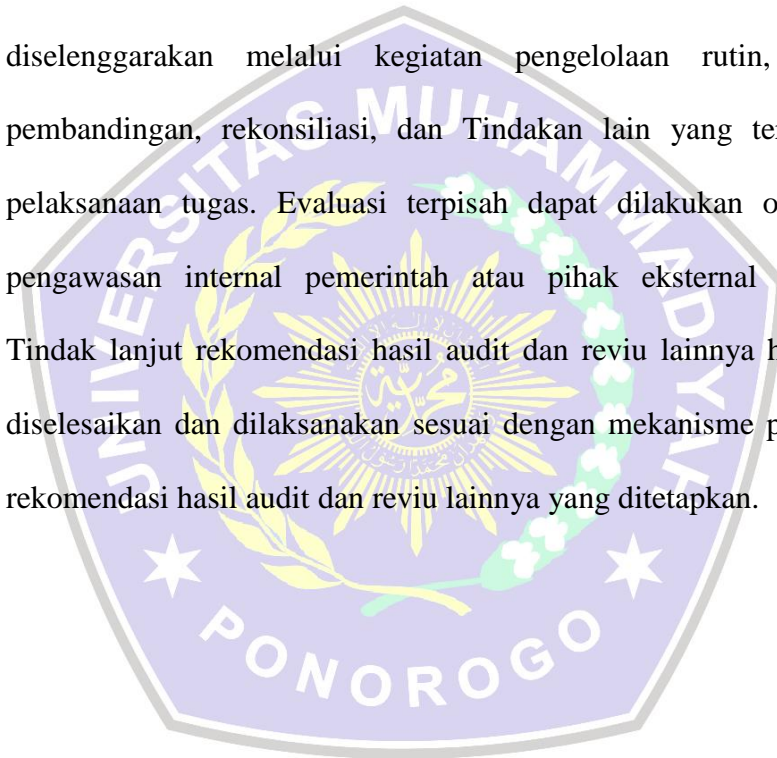 diselenggarakan melalui kegiatan pengelolaan rutin,
pembandingan, rekonsiliasi, dan Tindakan lain yang
pelaksanaan tugas. Evaluasi terpisah dapat dilakukan
pengawasan internal pemerintah atau pihak eksternal
Tindak lanjut rekomendasi hasil audit dan reviu lainnya
diselesaikan dan dilaksanakan sesuai dengan mekanisme
rekomendasi hasil audit dan reviu lainnya yang ditetapkan.
UNIVERSITAS MUHAMMADIYAH
PONOROGO